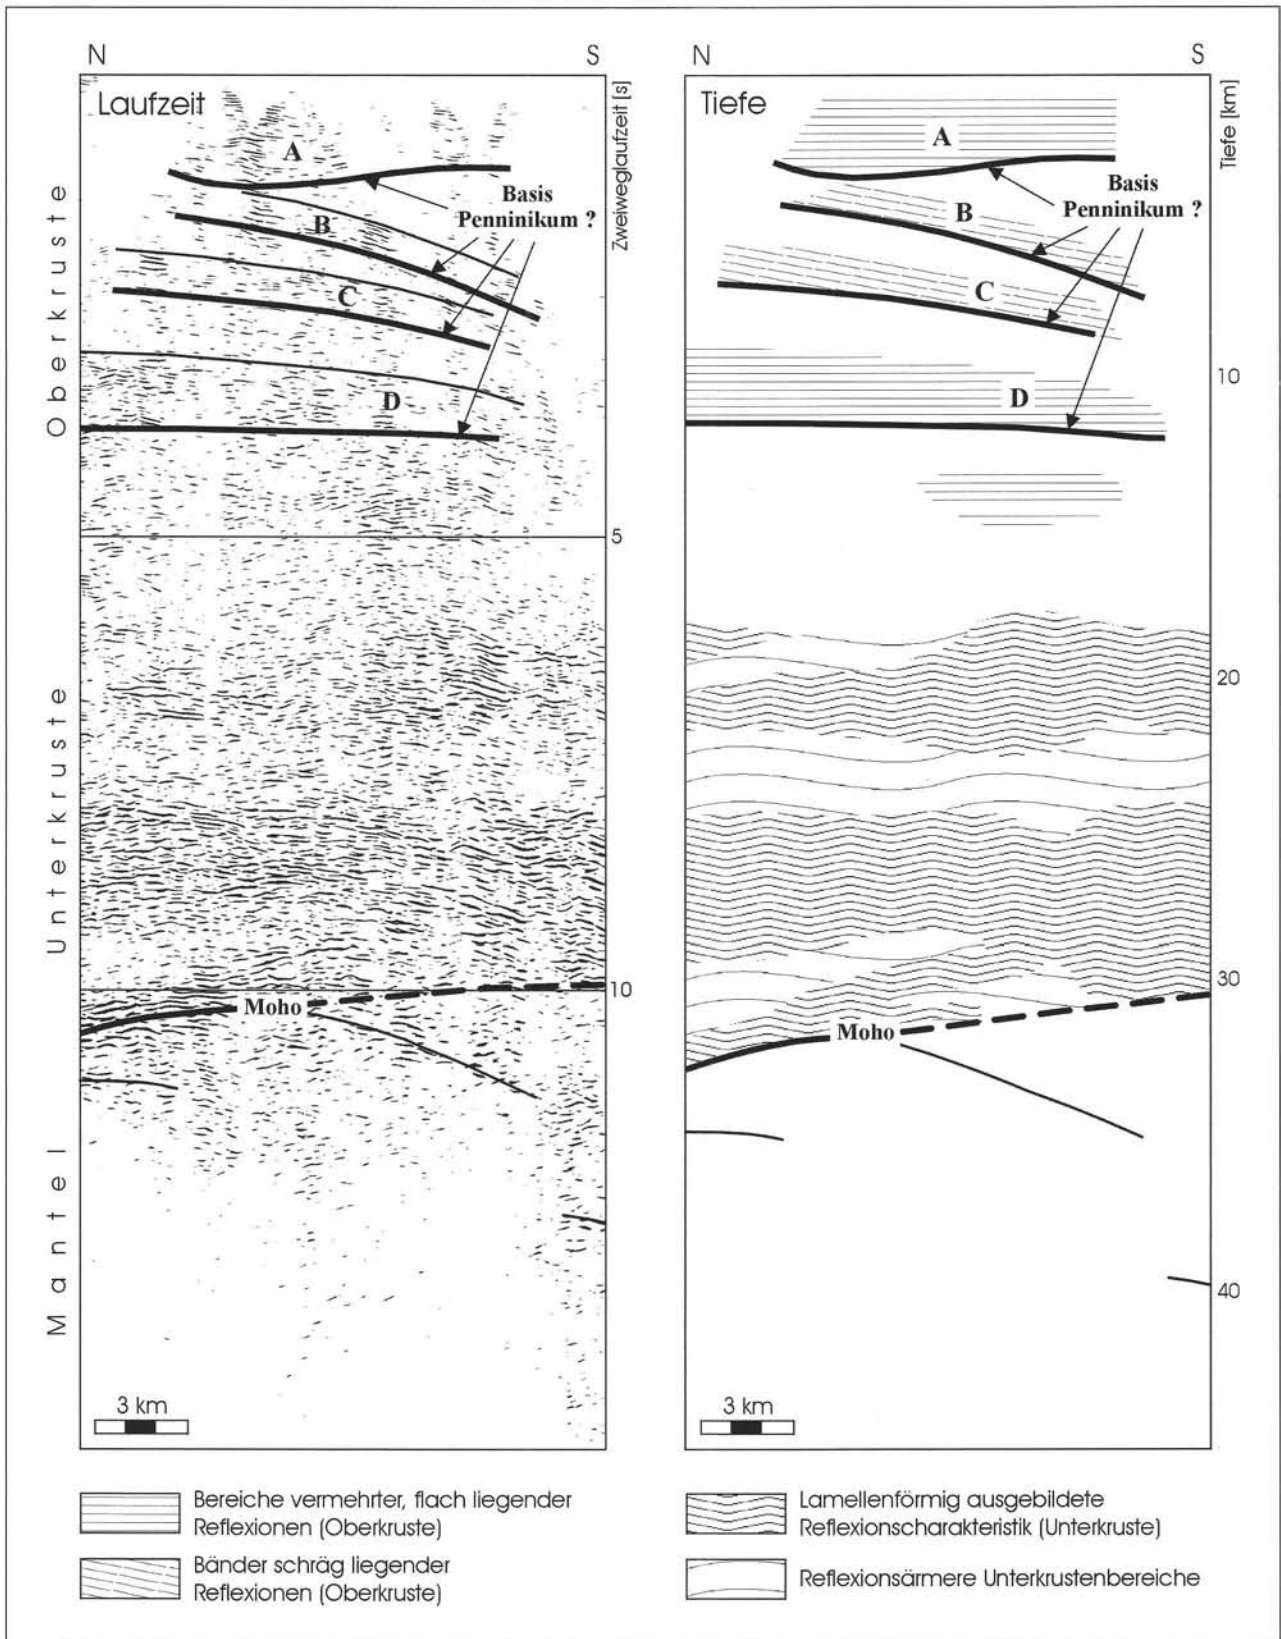 N
S
Laufzeit
Zweiweglaufzeit [s]
A
Basis
Penninikum ?
B
C
D
5
10
Moho
3 km
Oberkruste
Unterkruste
Mantel
N
S
Tiefe
Tiefe [km]
A
Basis
Penninikum ?
B
C
D
10
20
30
40
Moho
3 km
Bereiche vermehrter, flach liegender
Reflexionen (Oberkruste)
Bänder schräg liegender
Reflexionen (Oberkruste)
Lamellenförmig ausgebildete
Reflexionscharakteristik (Unterkruste)
Reflexionsärmere Unterkrustenbereiche